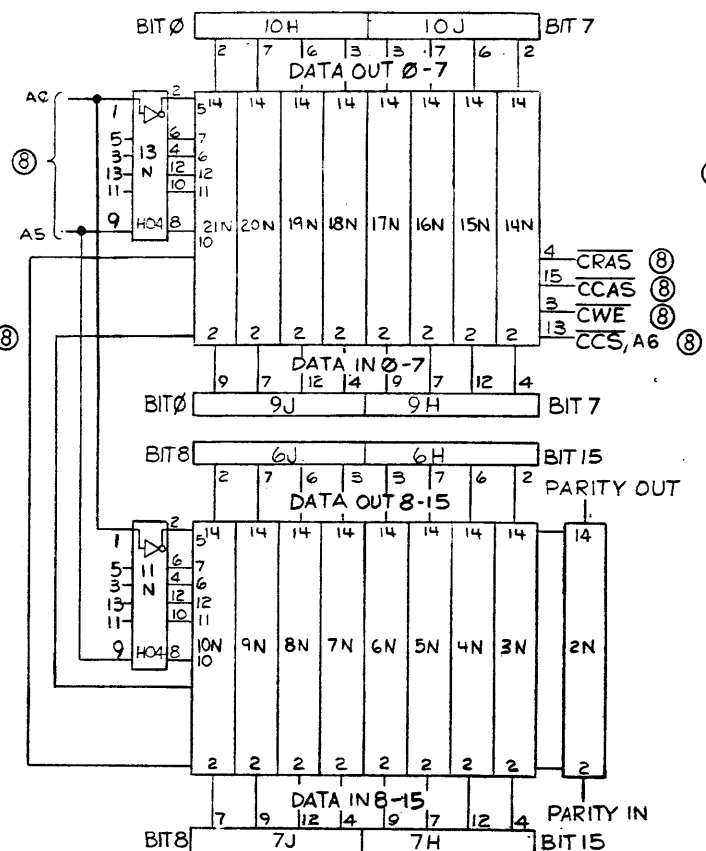 BIT Ø 10H 10J BIT 7
2 7 6 3 3 7 6 2
DATA OUT Ø-7
14 14 14 14 14 14 14 14
1 2 5
5 6 7
3 13 4 6
13 N 12 12
11 10 11
9 H04 8 10
A5
⑧
21N 20N 19N 18N 17N 16N 15N 14N
4 CRAS ⑧
15 CCAS ⑧
3 CWE ⑧
13 CCS, A6 ⑧
⑧
2 2 2 2 2 2 2 2
DATA IN Ø-7
9 7 12 4 9 7 12 4
BITØ 9J 9H BIT 7
BIT8 6J 6H BIT 15
2 7 6 3 3 7 6 2
DATA OUT 8-15
PARITY OUT
14 14 14 14 14 14 14 14 14
1 2 5
5 11 6 7
3 N 4 6
13 12 12
11 10 11
9 H04 8 10
10N 9N 8N 7N 6N 5N 4N 3N 2N
2 2 2 2 2 2 2 2 2
DATA IN 8-15
PARITY IN
7 9 12 4 9 7 12 4
BIT8 7J 7H BIT 15